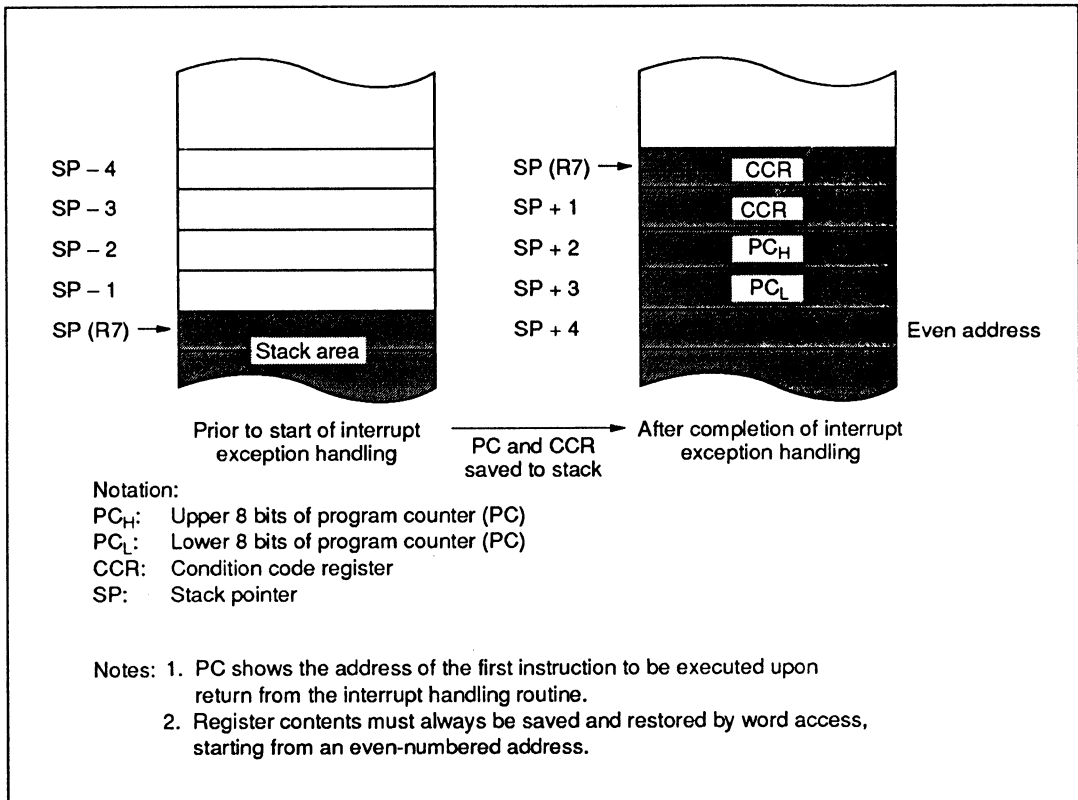 SP – 4
SP – 3
SP – 2
SP – 1
SP (R7)
Stack area
Prior to start of interrupt
exception handling
PC and CCR
saved to stack
SP (R7)
SP + 1
SP + 2
SP + 3
SP + 4
CCR
CCR
PCH
PCL
Even address
After completion of interrupt
exception handling
Notation:
PCH: Upper 8 bits of program counter (PC)
PCL: Lower 8 bits of program counter (PC)
CCR: Condition code register
SP: Stack pointer
Notes: 1. PC shows the address of the first instruction to be executed upon
return from the interrupt handling routine.
2. Register contents must always be saved and restored by word access,
starting from an even-numbered address.